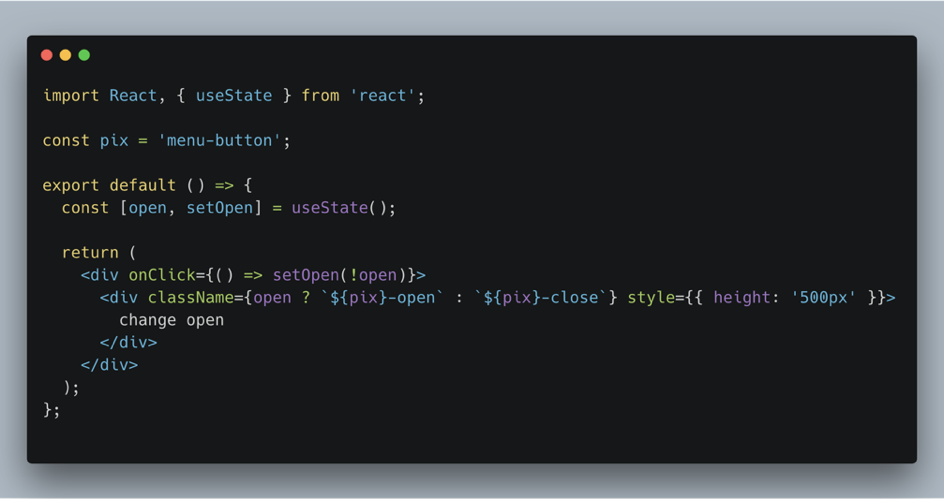 import React, { useState } from 'react';
const pix = 'menu-button';
export default () => {
  const [open, setOpen] = useState();
  return (
    <div onClick={() => setOpen(!open)}>
      <div className={open ? `${pix}-open` : `${pix}-close`} style={{ height: '500px' }}>
        change open
      </div>
    </div>
  );
};